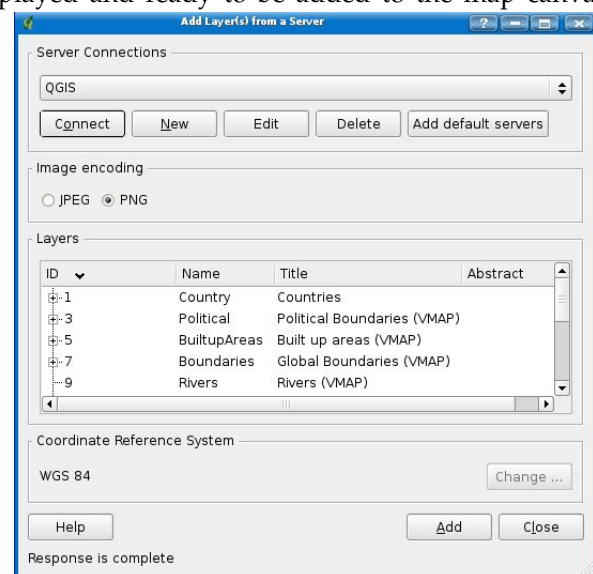 played and ready to be added to the map canva
Add Layer(s) from a Server
Server Connections
QGIS
Connect New Edit Delete Add default servers
Image encoding
JPEG PNG
Layers
ID Name Title Abstract
1 Country Countries
3 Political Political Boundaries (VMAP)
5 BuiltupAreas Built up areas (VMAP)
7 Boundaries Global Boundaries (VMAP)
9 Rivers Rivers (VMAP)
Coordinate Reference System
WGS 84 Change ...
Help Add Close
Response is complete